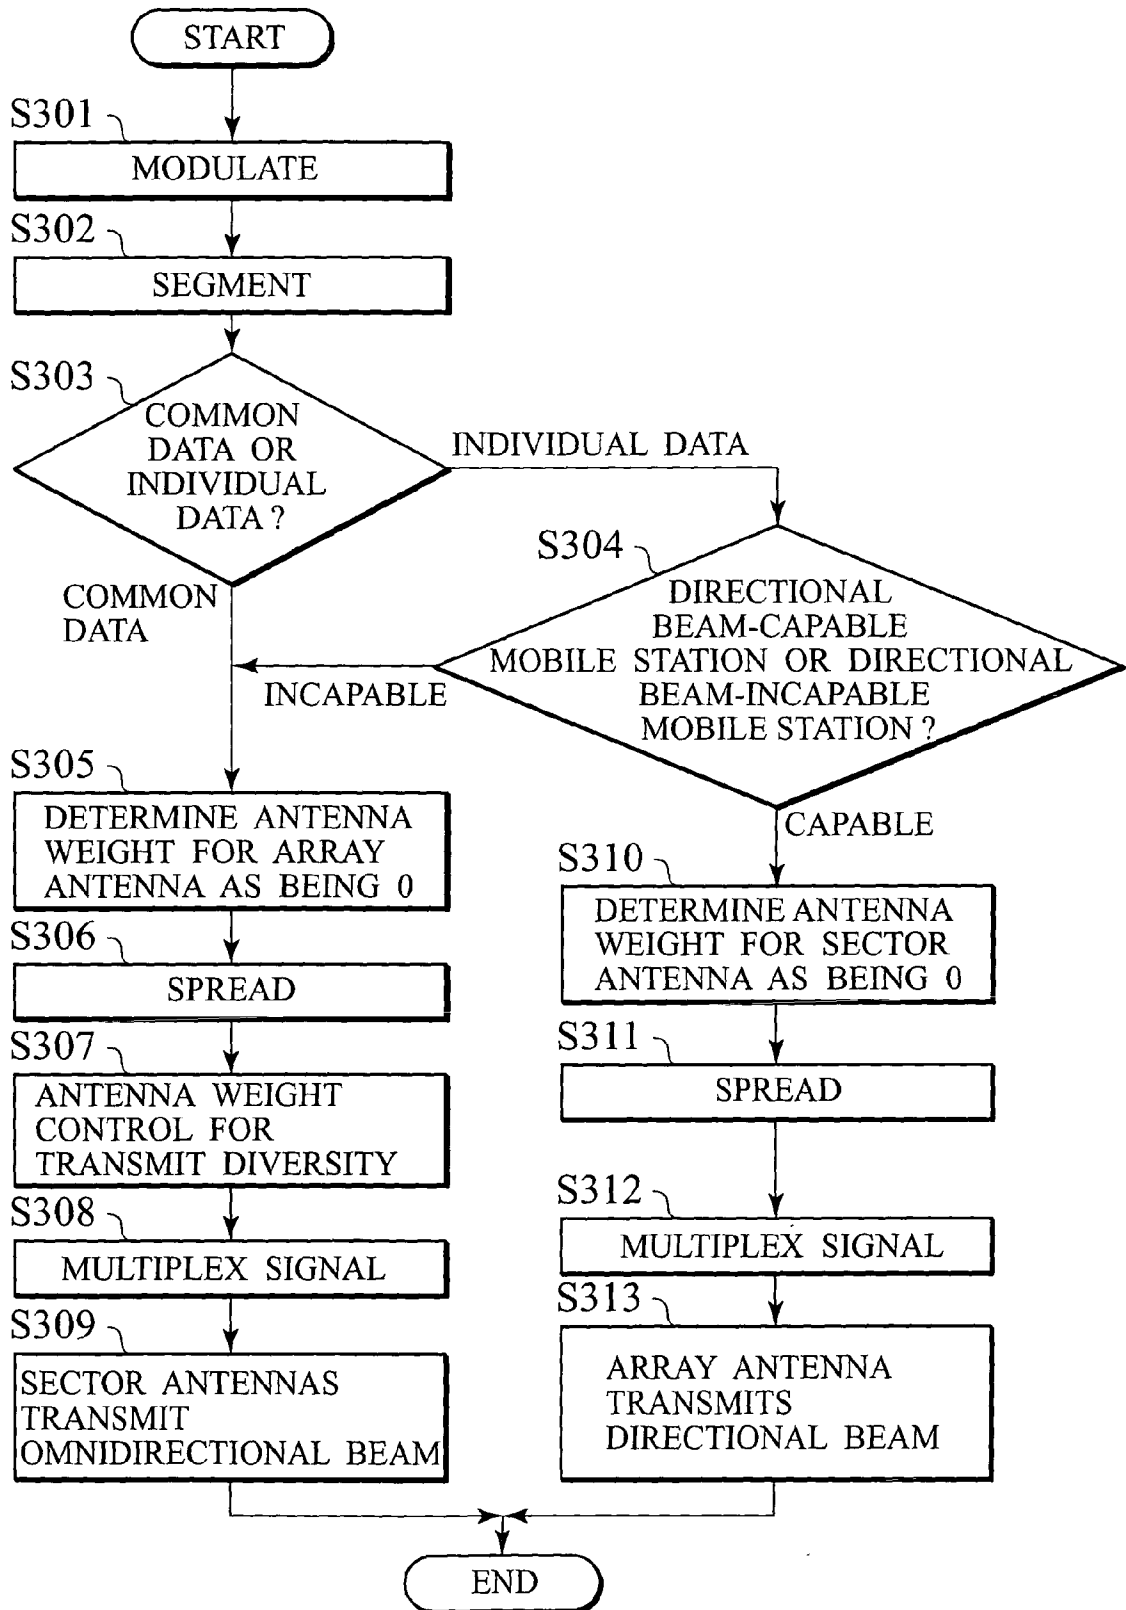 START
S301
MODULATE
S302
SEGMENT
S303
COMMON
DATA OR
INDIVIDUAL
DATA ?
INDIVIDUAL DATA
COMMON
DATA
S304
DIRECTIONAL
BEAM-CAPABLE
MOBILE STATION OR DIRECTIONAL
BEAM-INCAPABLE
MOBILE STATION ?
INCAPABLE
CAPABLE
S305
DETERMINE ANTENNA
WEIGHT FOR ARRAY
ANTENNA AS BEING 0
S306
SPREAD
S307
ANTENNA WEIGHT
CONTROL FOR
TRANSMIT DIVERSITY
S308
MULTIPLEX SIGNAL
S309
SECTOR ANTENNAS
TRANSMIT
OMNIDIRECTIONAL BEAM
S310
DETERMINE ANTENNA
WEIGHT FOR SECTOR
ANTENNA AS BEING 0
S311
SPREAD
S312
MULTIPLEX SIGNAL
S313
ARRAY ANTENNA
TRANSMITS
DIRECTIONAL BEAM
END